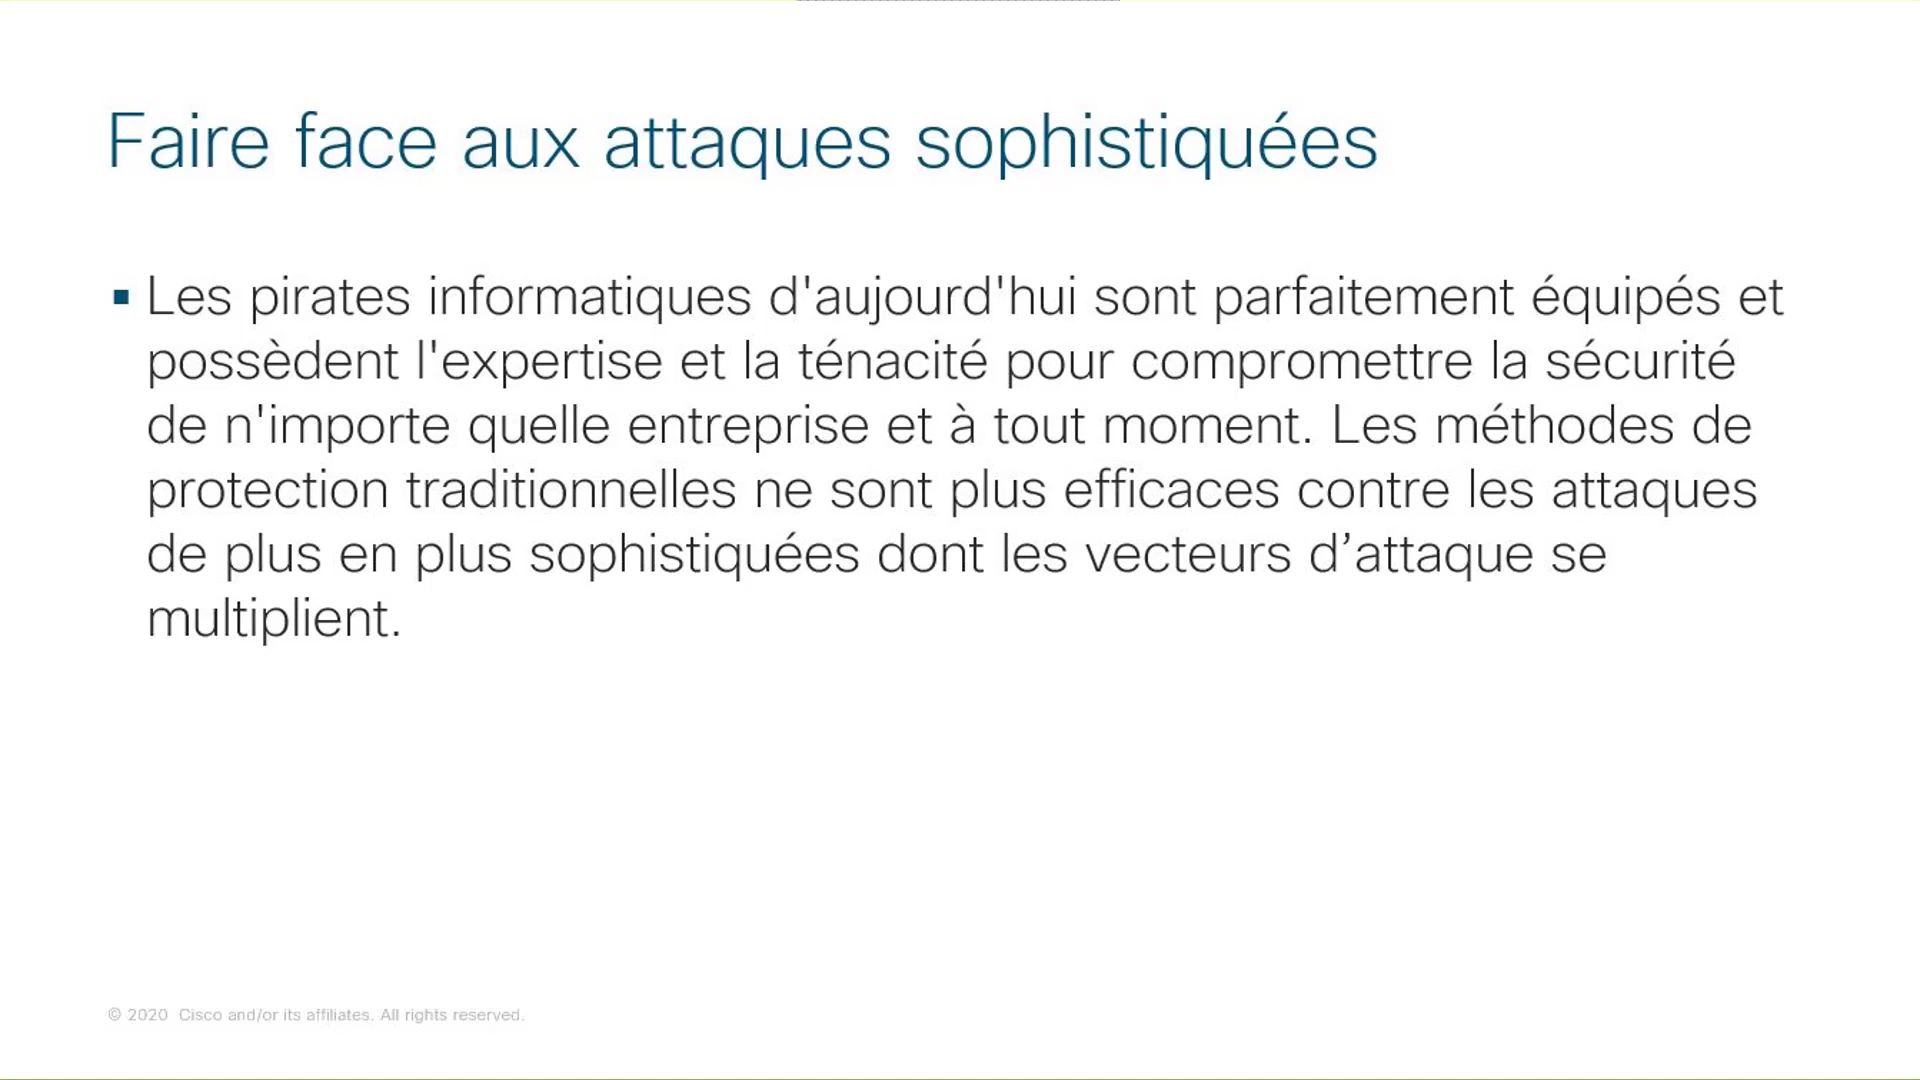 Faire face aux attaques sophistiquées
▪ Les pirates informatiques d'aujourd'hui sont parfaitement équipés et
possèdent l'expertise et la ténacité pour compromettre la sécurité
de n'importe quelle entreprise et à tout moment. Les méthodes de
protection traditionnelles ne sont plus efficaces contre les attaques
de plus en plus sophistiquées dont les vecteurs d’attaque se
multiplient.
© 2020 Cisco and/or its affiliates. All rights reserved.